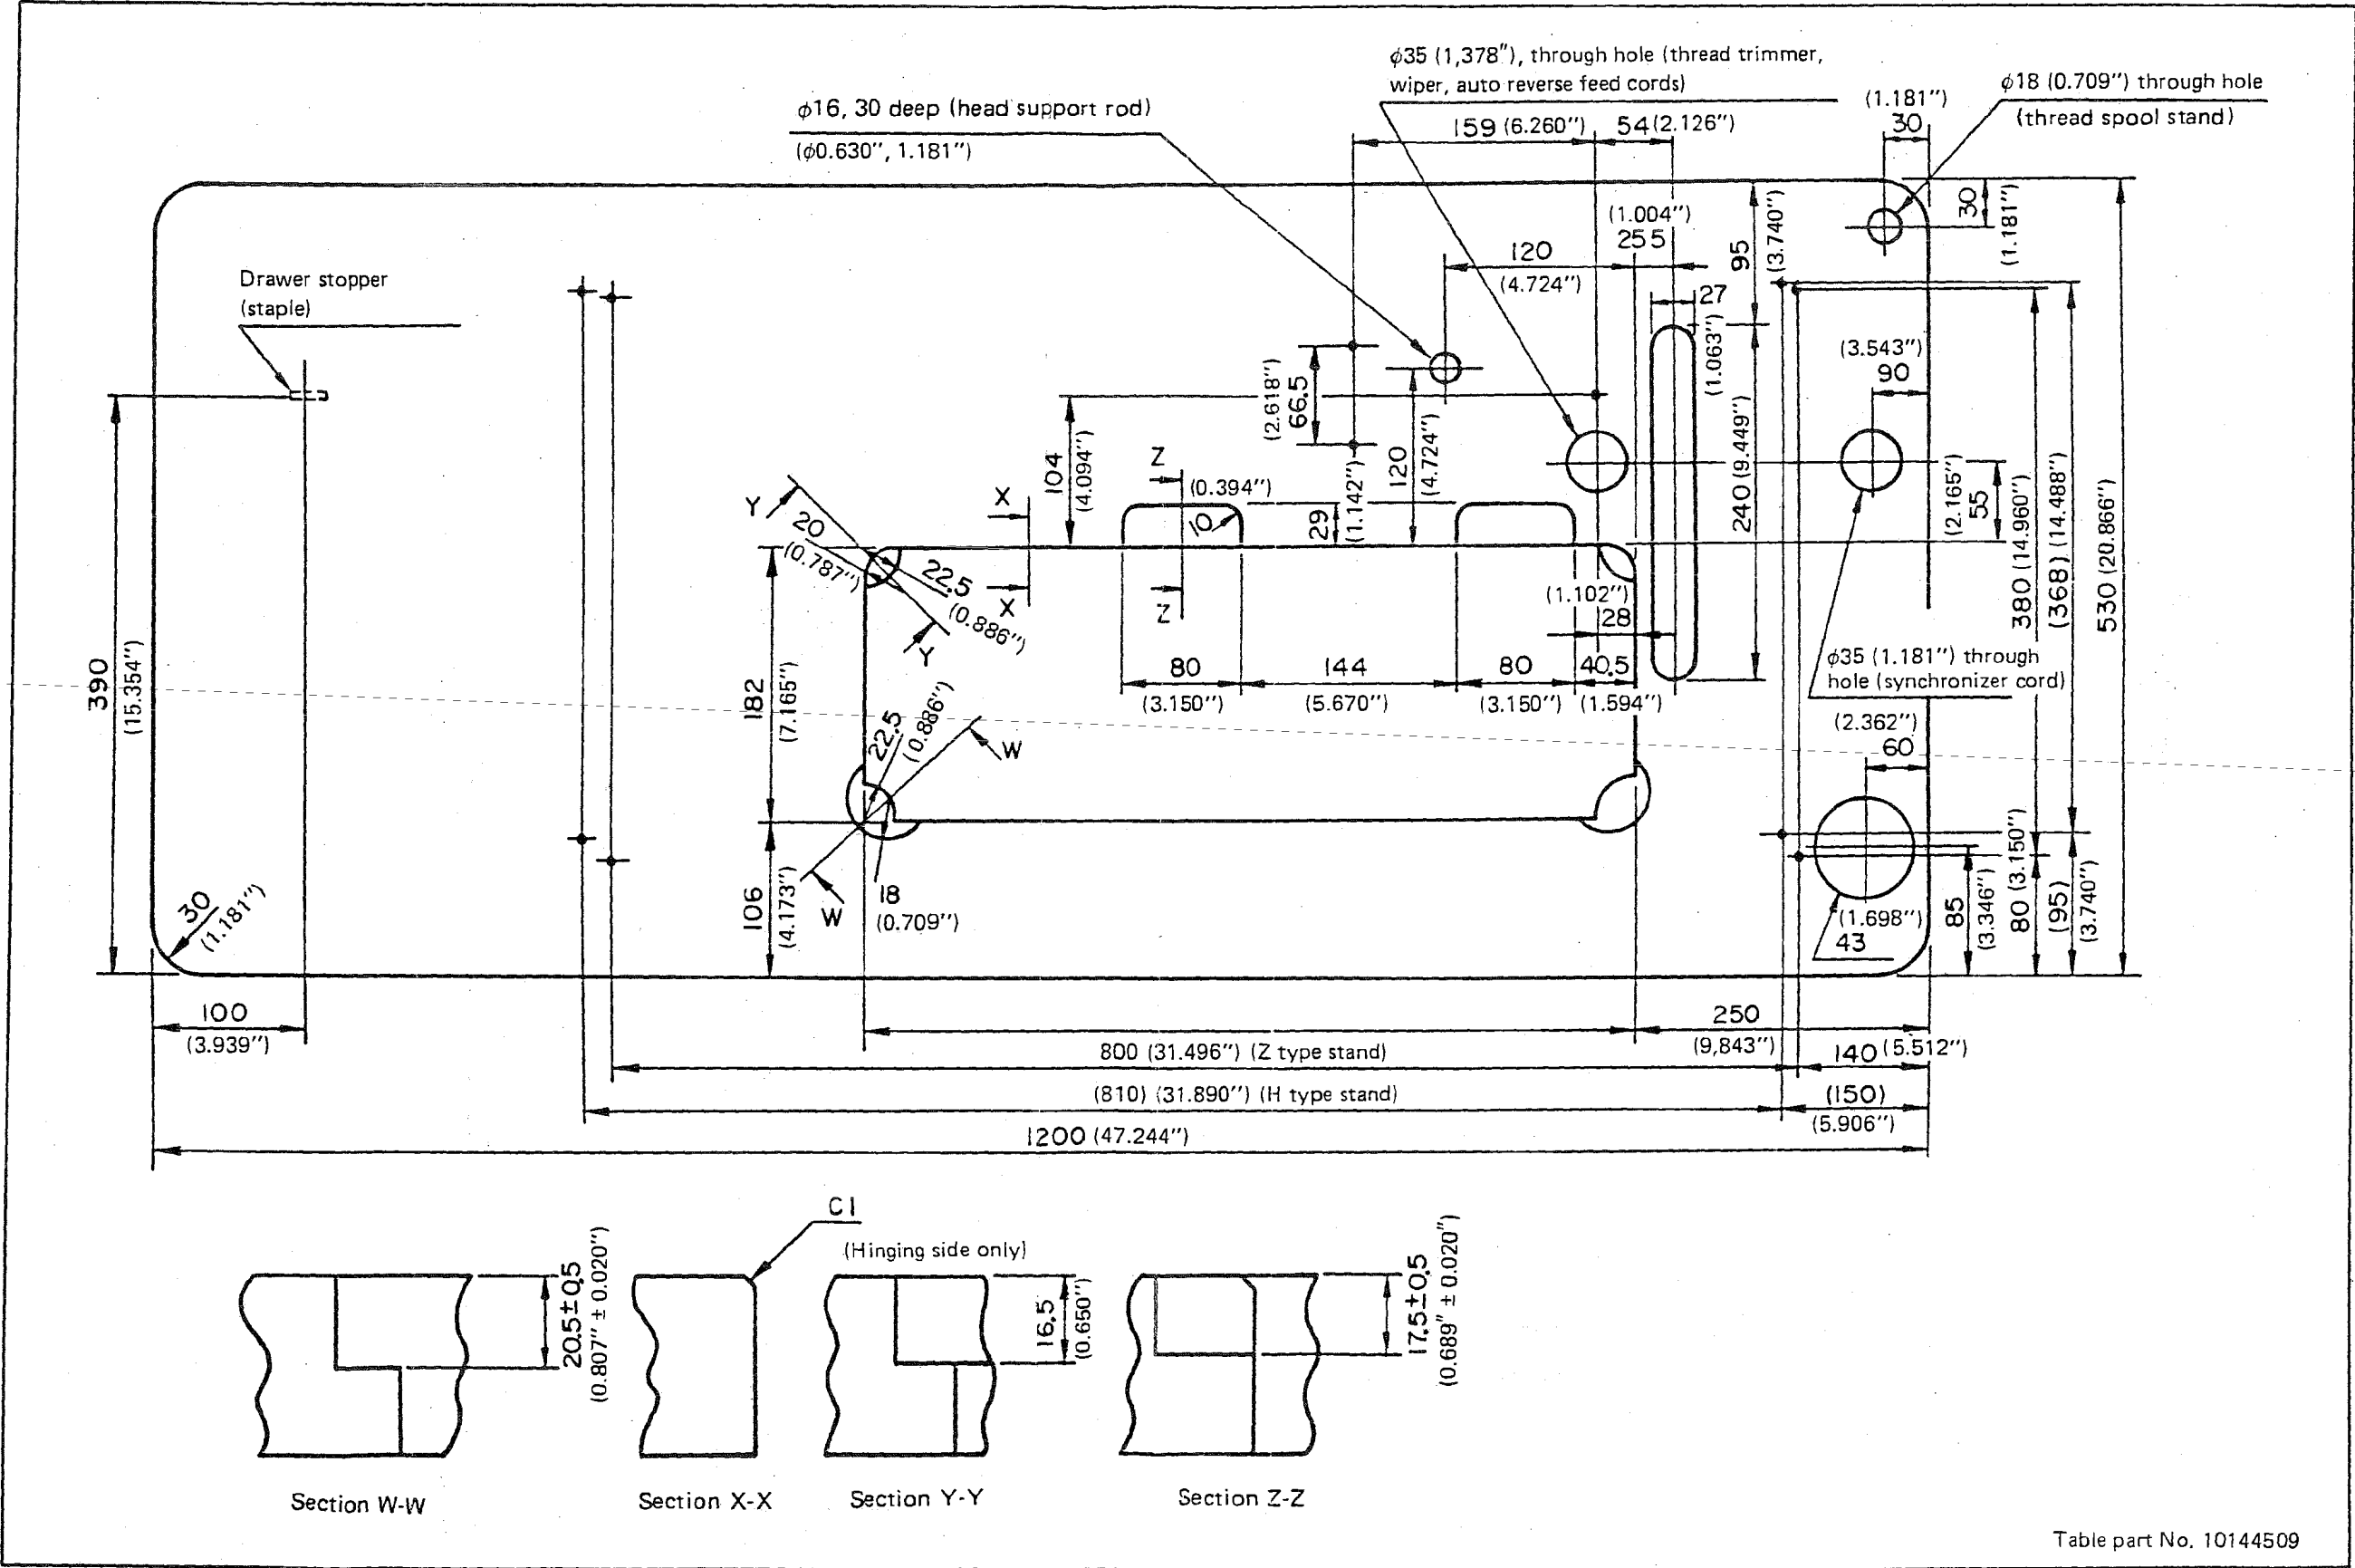 φ35 (1,378"), through hole (thread trimmer,
wiper, auto reverse feed cords)
φ18 (0.709") through hole
(thread spool stand)
φ16, 30 deep (head support rod)
(φ0.630", 1.181")
(1.181")
30
159 (6.260")
54(2.126")
30
(1.181")
(1.004")
25 5
95
(3.740")
120
(4.724")
Drawer stopper
(staple)
27
(1.063")
(3.543")
90
(2.618")
66.5
104
(4.094")
120
(4.724")
240 (9.449")
Z
(0.394")
10
29
(1.142")
X
Y
20
(0.787")
22.5
(0.886")
Y
X
Z
(2.165")
55
380 (14.960")
(368) (14.488")
530 (20.866")
(1.102")
28
390
(15.354")
182
(7.165")
80
(3.150")
144
(5.670")
80
(3.150")
40.5
(1.594")
φ35 (1.181") through
hole (synchronizer cord)
(2.362")
60
22.5
(0.886")
W
W
18
(0.709")
106
(4.173")
30
(1.181")
(1.698")
43
85
(3.346")
80 (3.150")
(95)
(3.740")
100
(3.939")
250
(9,843")
800 (31.496") (Z type stand)
140 (5.512")
(810) (31.890") (H type stand)
(150)
(5.906")
1200 (47.244")
C1
(Hinging side only)
20.5±0.5
(0.807" ± 0.020")
16.5
(0.650")
17.5±0.5
(0.689" ± 0.020")
Section W-W
Section X-X
Section Y-Y
Section Z-Z
Table part No. 10144509